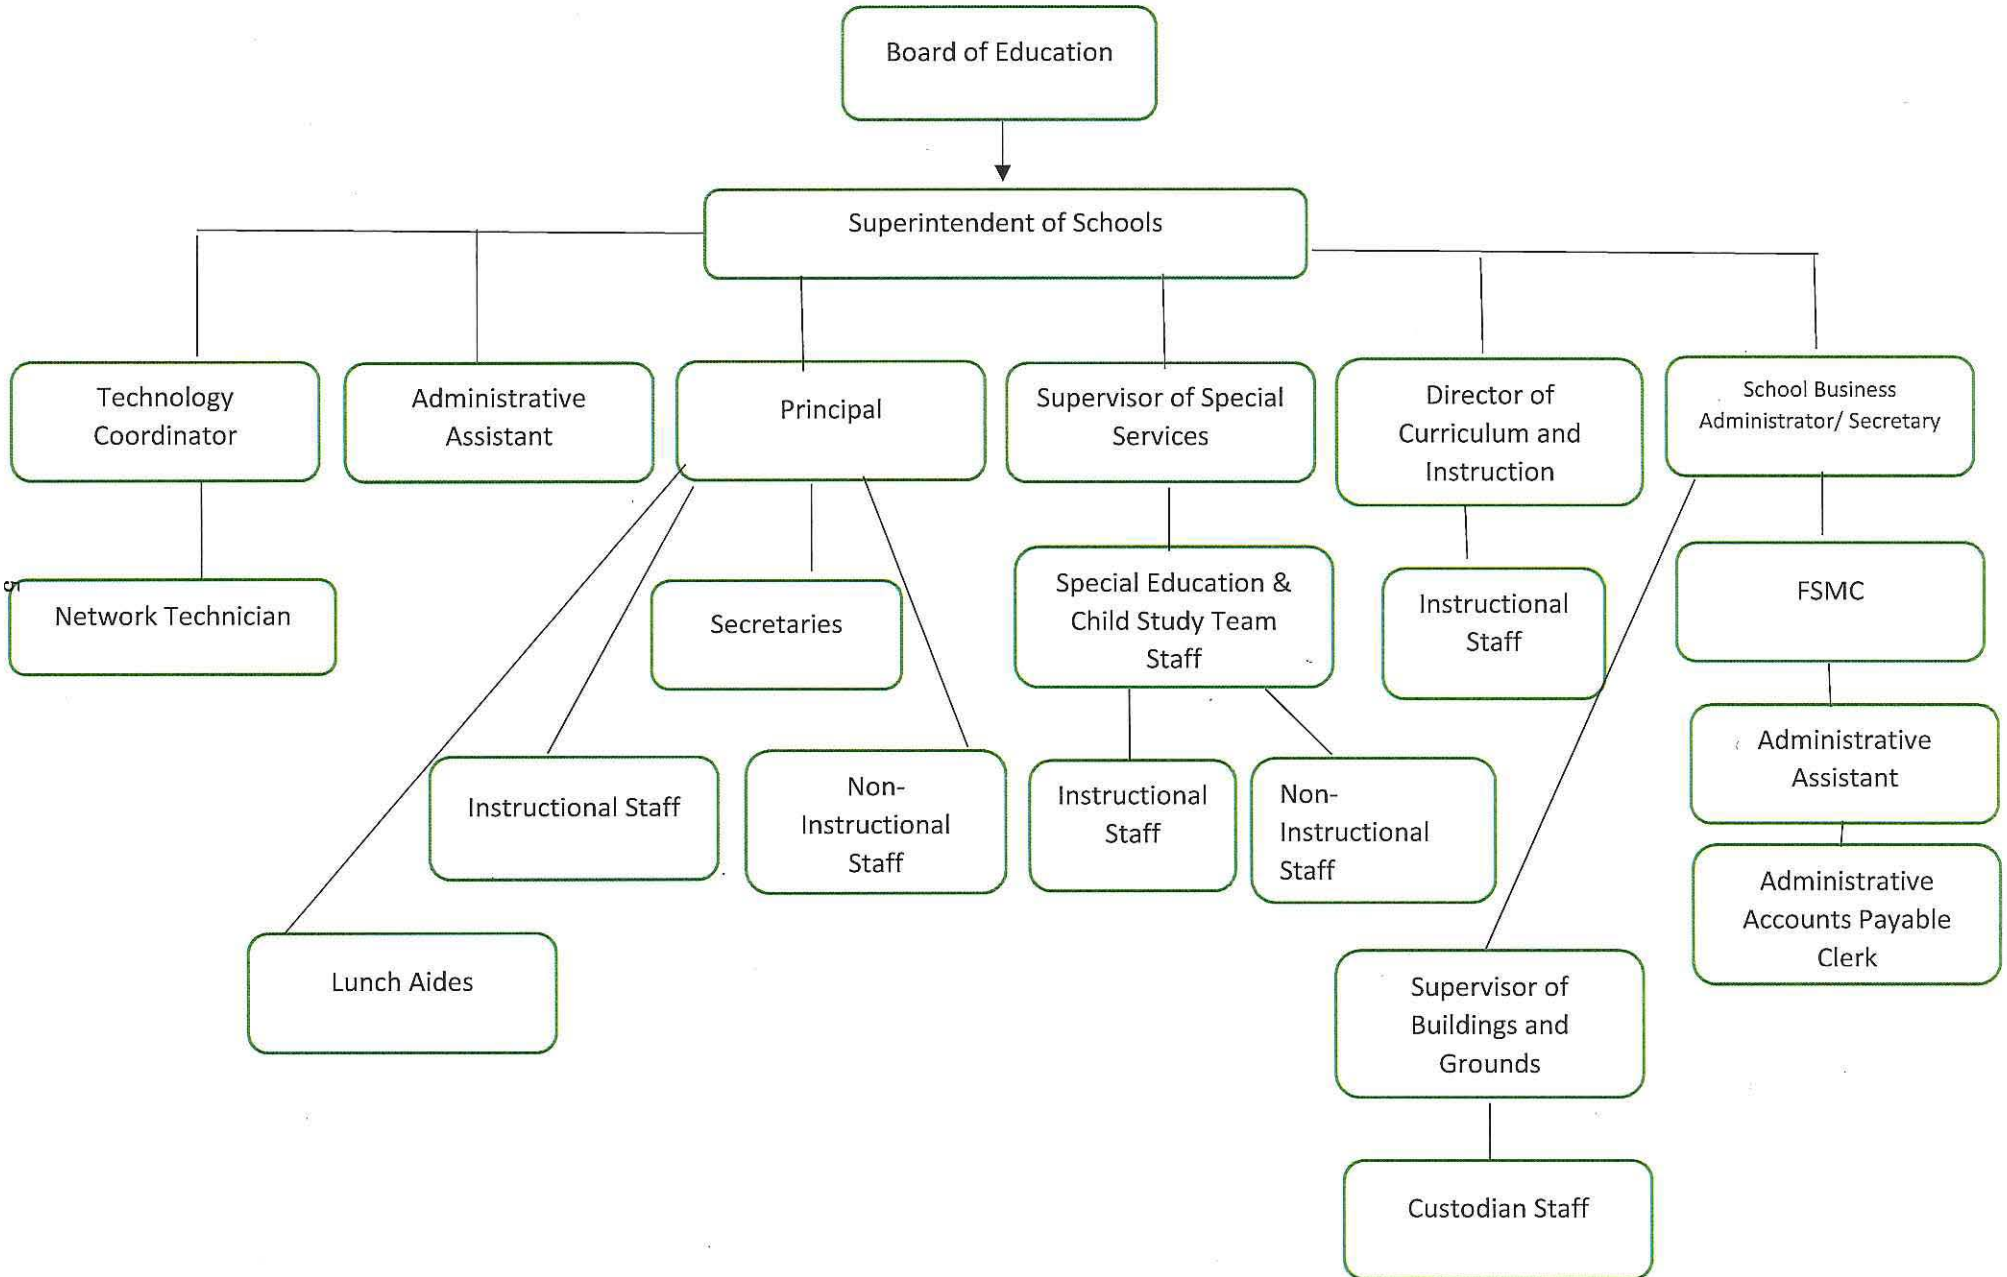 Board of Education
Superintendent of Schools
Technology
Coordinator
Administrative
Assistant
Principal
Supervisor of Special
Services
Director of
Curriculum and
Instruction
School Business
Administrator/ Secretary
Network Technician
Secretaries
Special Education &
Child Study Team
Staff
Instructional
Staff
FSMC
Administrative
Assistant
Instructional Staff
Non-
Instructional
Staff
Instructional
Staff
Non-
Instructional
Staff
Administrative
Accounts Payable
Clerk
Lunch Aides
Supervisor of
Buildings and
Grounds
Custodian Staff
5